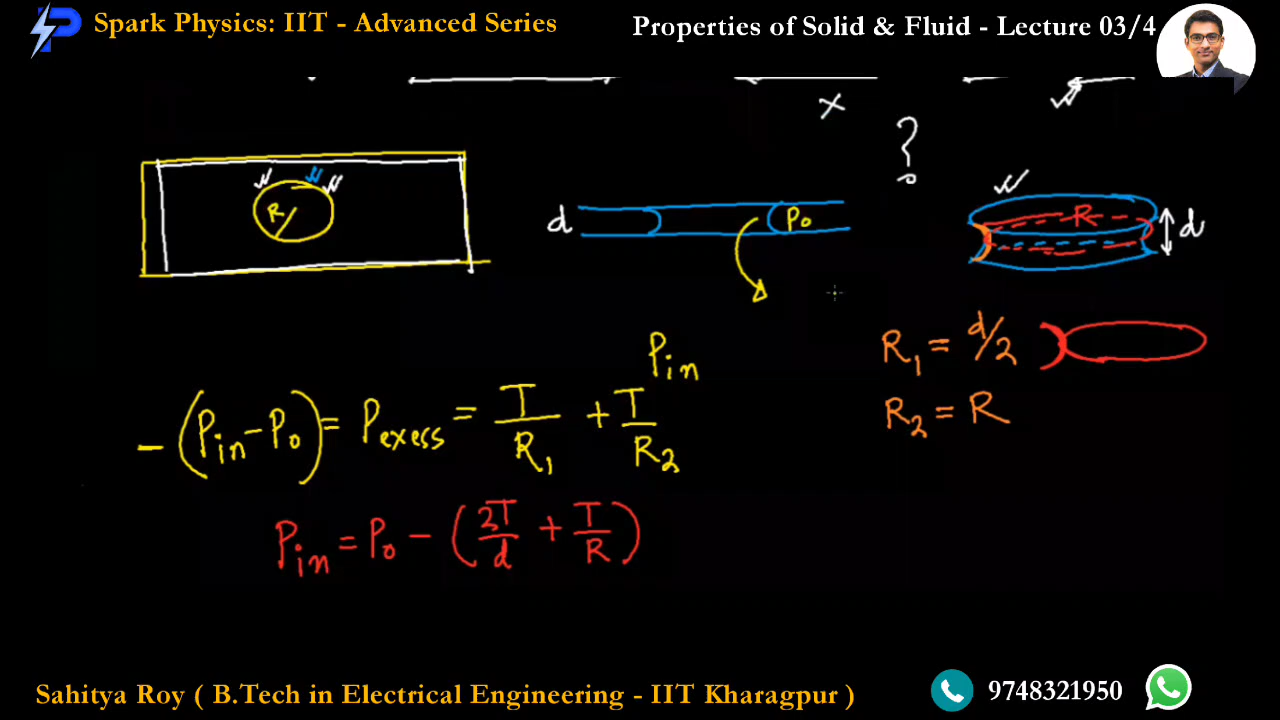 Spark Physics: IIT - Advanced Series
Properties of Solid & Fluid - Lecture 03/4
×
?
R
d
P₀
R
d
R₁ = d/2
R₂ = R
Pin
- (Pin - P₀) = Pexess = T/R₁ + T/R₂
Pin = P₀ - (2T/d + T/R)
Sahitya Roy ( B.Tech in Electrical Engineering - IIT Kharagpur )
9748321950